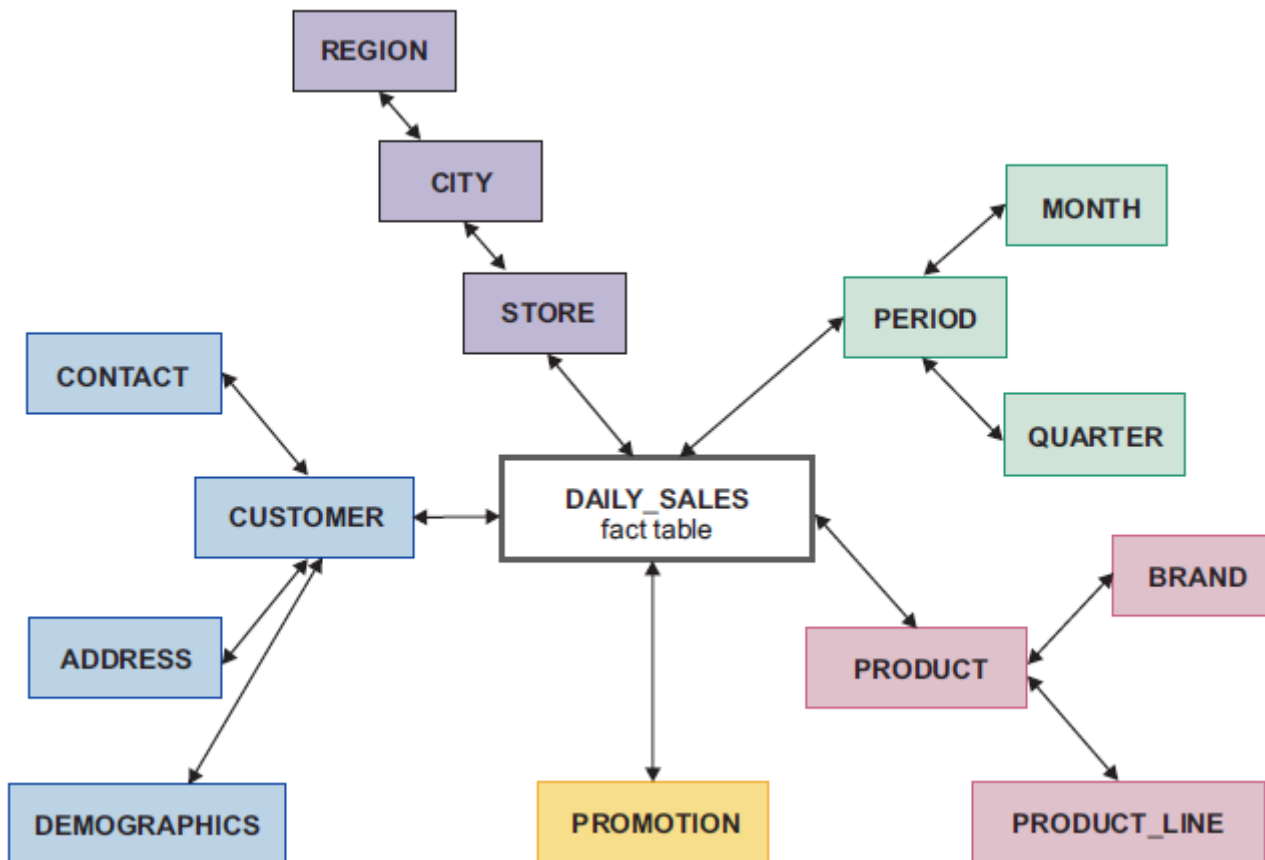 REGION
CITY
MONTH
STORE
PERIOD
CONTACT
QUARTER
DAILY_SALES
fact table
CUSTOMER
BRAND
ADDRESS
PRODUCT
DEMOGRAPHICS
PROMOTION
PRODUCT_LINE